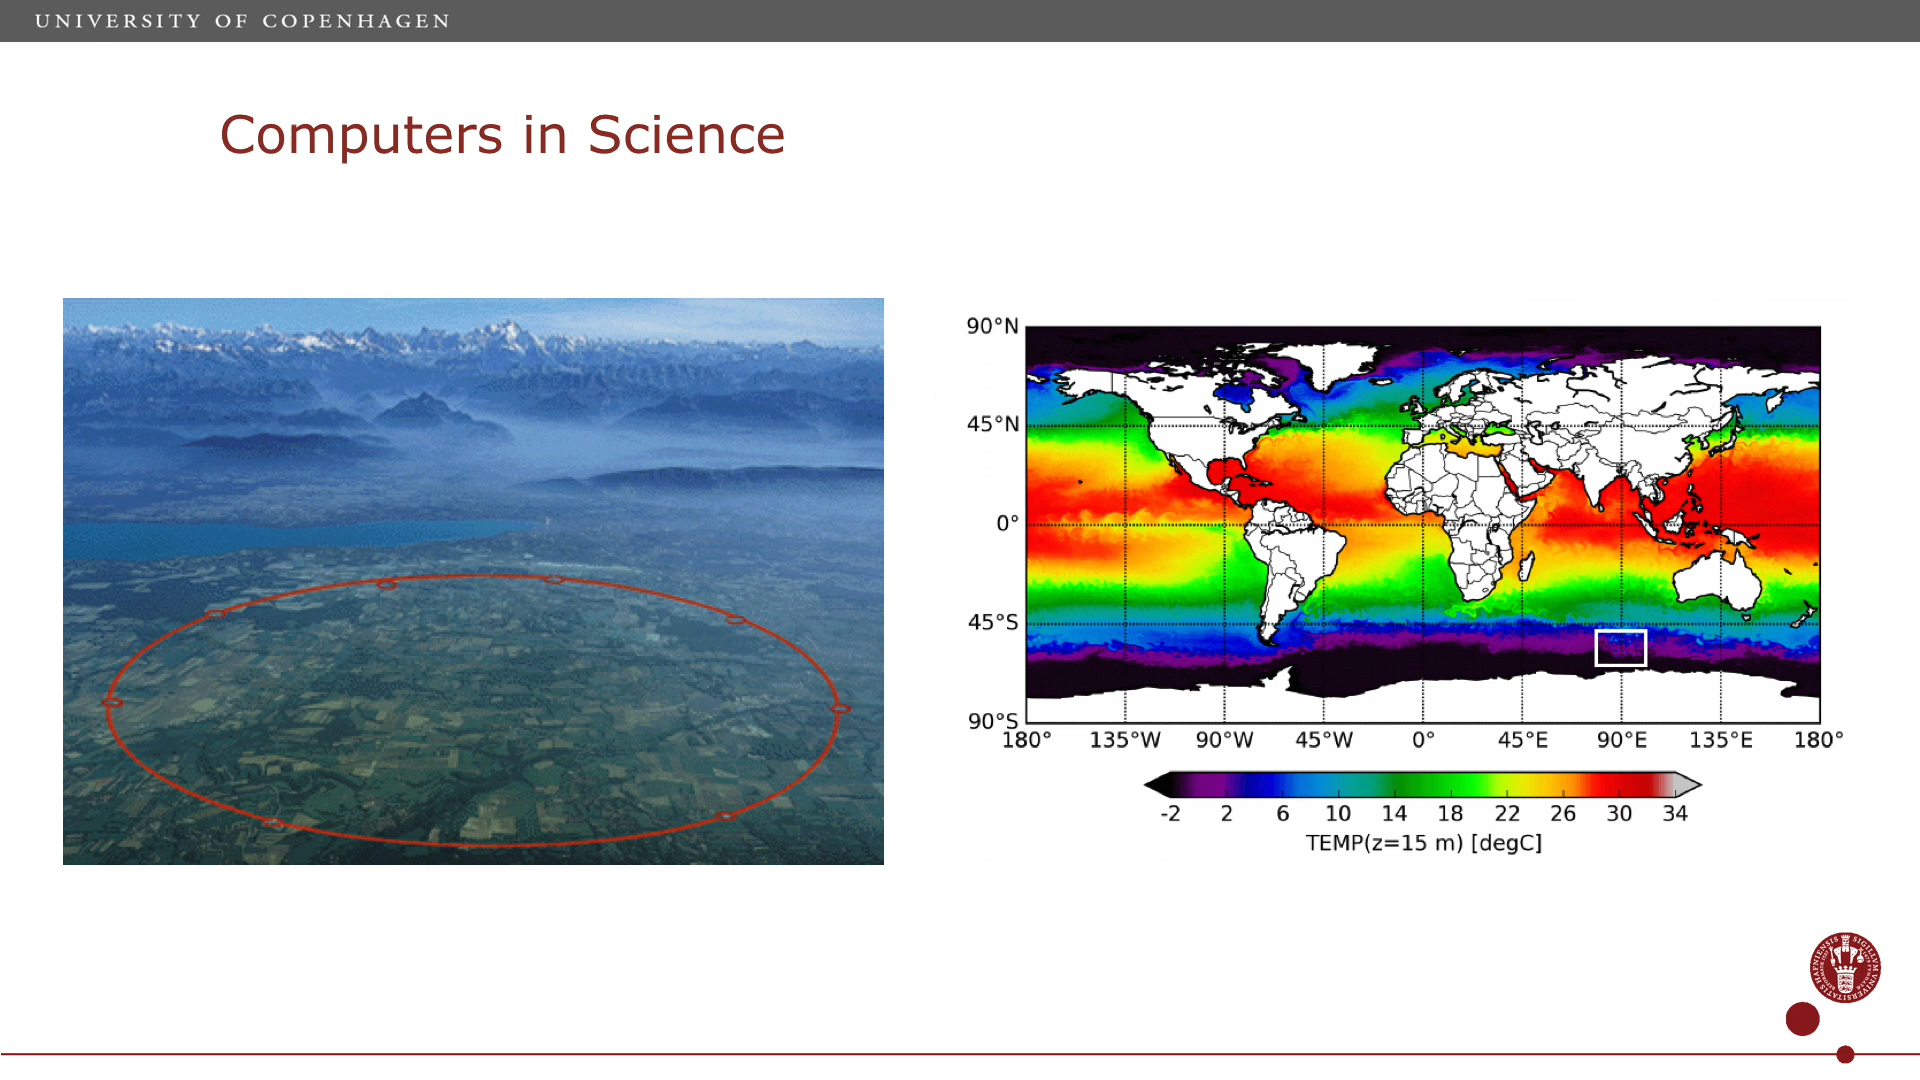 UNIVERSITY OF COPENHAGEN
Computers in Science
90°N
45°N
0°
45°S
90°S
180° 135°W 90°W 45°W 0° 45°E 90°E 135°E 180°
-2 2 6 10 14 18 22 26 30 34
TEMP(z=15 m) [degC]